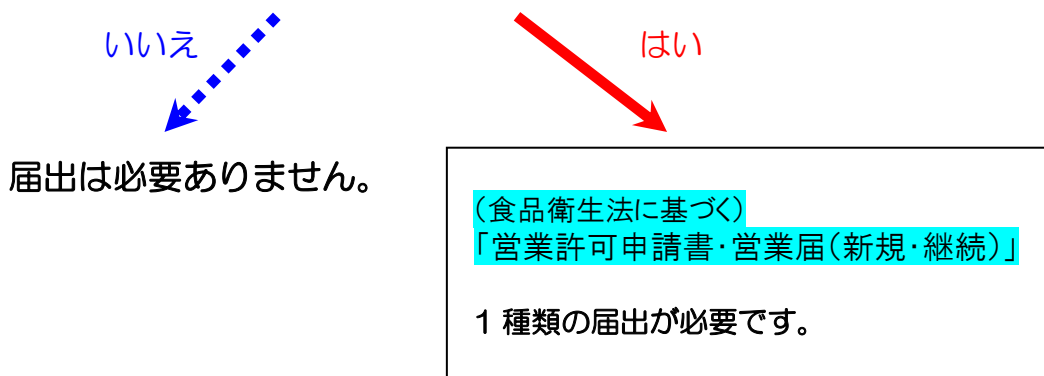 いいえ
はい
届出は必要ありません。
(食品衛生法に基づく)
「営業許可申請書・営業届(新規・継続)」
1種類の届出が必要です。